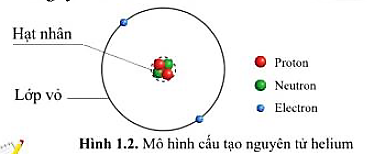 Hạt nhân
Lớp vỏ
Proton
Neutron
Electron
Hình 1.2. Mô hình cấu tạo nguyên tử helium